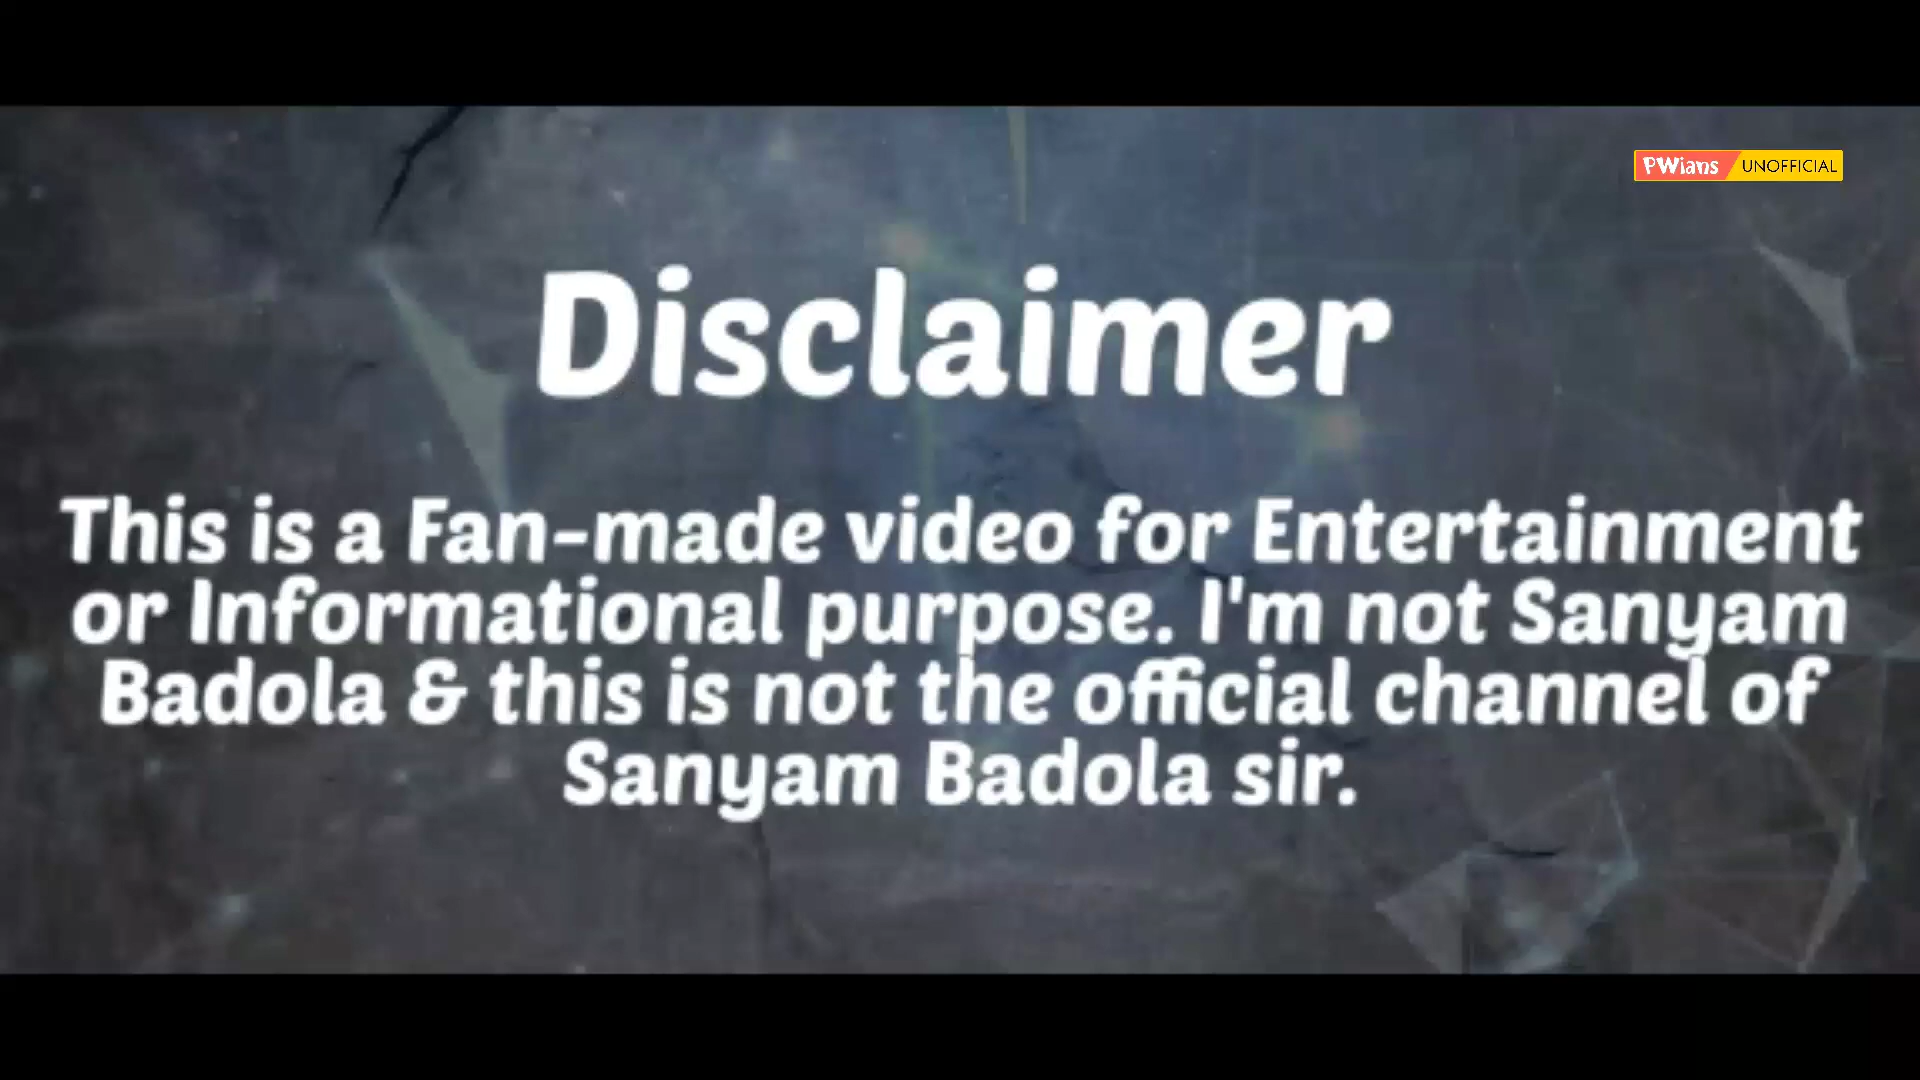 PWians UNOFFICIAL
Disclaimer
This is a Fan-made video for Entertainment
or Informational purpose. I'm not Sanyam
Badola & this is not the official channel of
Sanyam Badola sir.